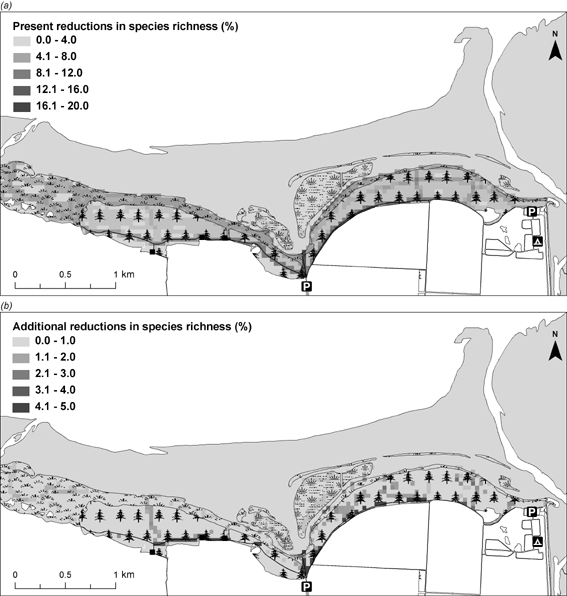 (a)
Present reductions in species richness (%)
0.0 - 4.0
4.1 - 8.0
8.1 - 12.0
12.1 - 16.0
16.1 - 20.0
N
P
0 0.5 1 km
P
(b)
Additional reductions in species richness (%)
0.0 - 1.0
1.1 - 2.0
2.1 - 3.0
3.1 - 4.0
4.1 - 5.0
N
P
0 0.5 1 km
P